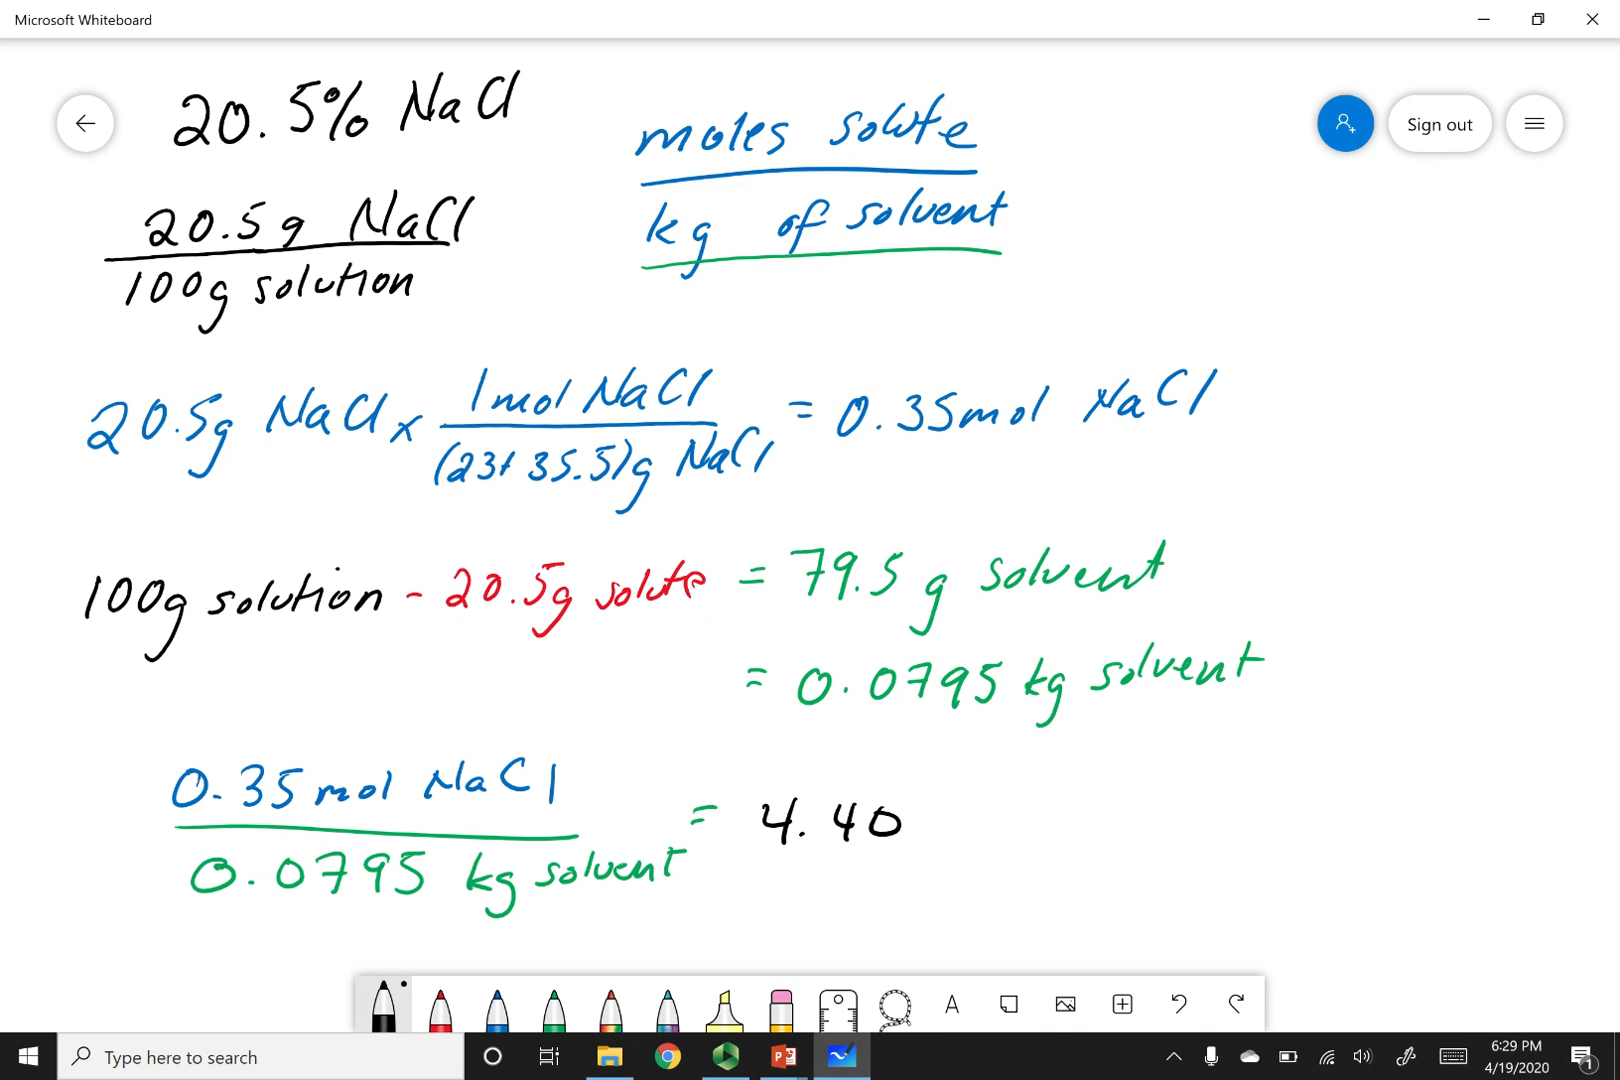 Microsoft Whiteboard
20.5% NaCl
moles solute
kg of solvent
Sign out
20.5g NaCl
100g solution
20.5g NaCl x 1mol NaCl = 0.35mol NaCl
(23+35.5)g NaCl
100g solution - 20.5g solute = 79.5 g solvent
= 0.0795 kg solvent
0.35 mol NaCl = 4.40
0.0795 kg solvent
A
Type here to search
6:29 PM
4/19/2020
1